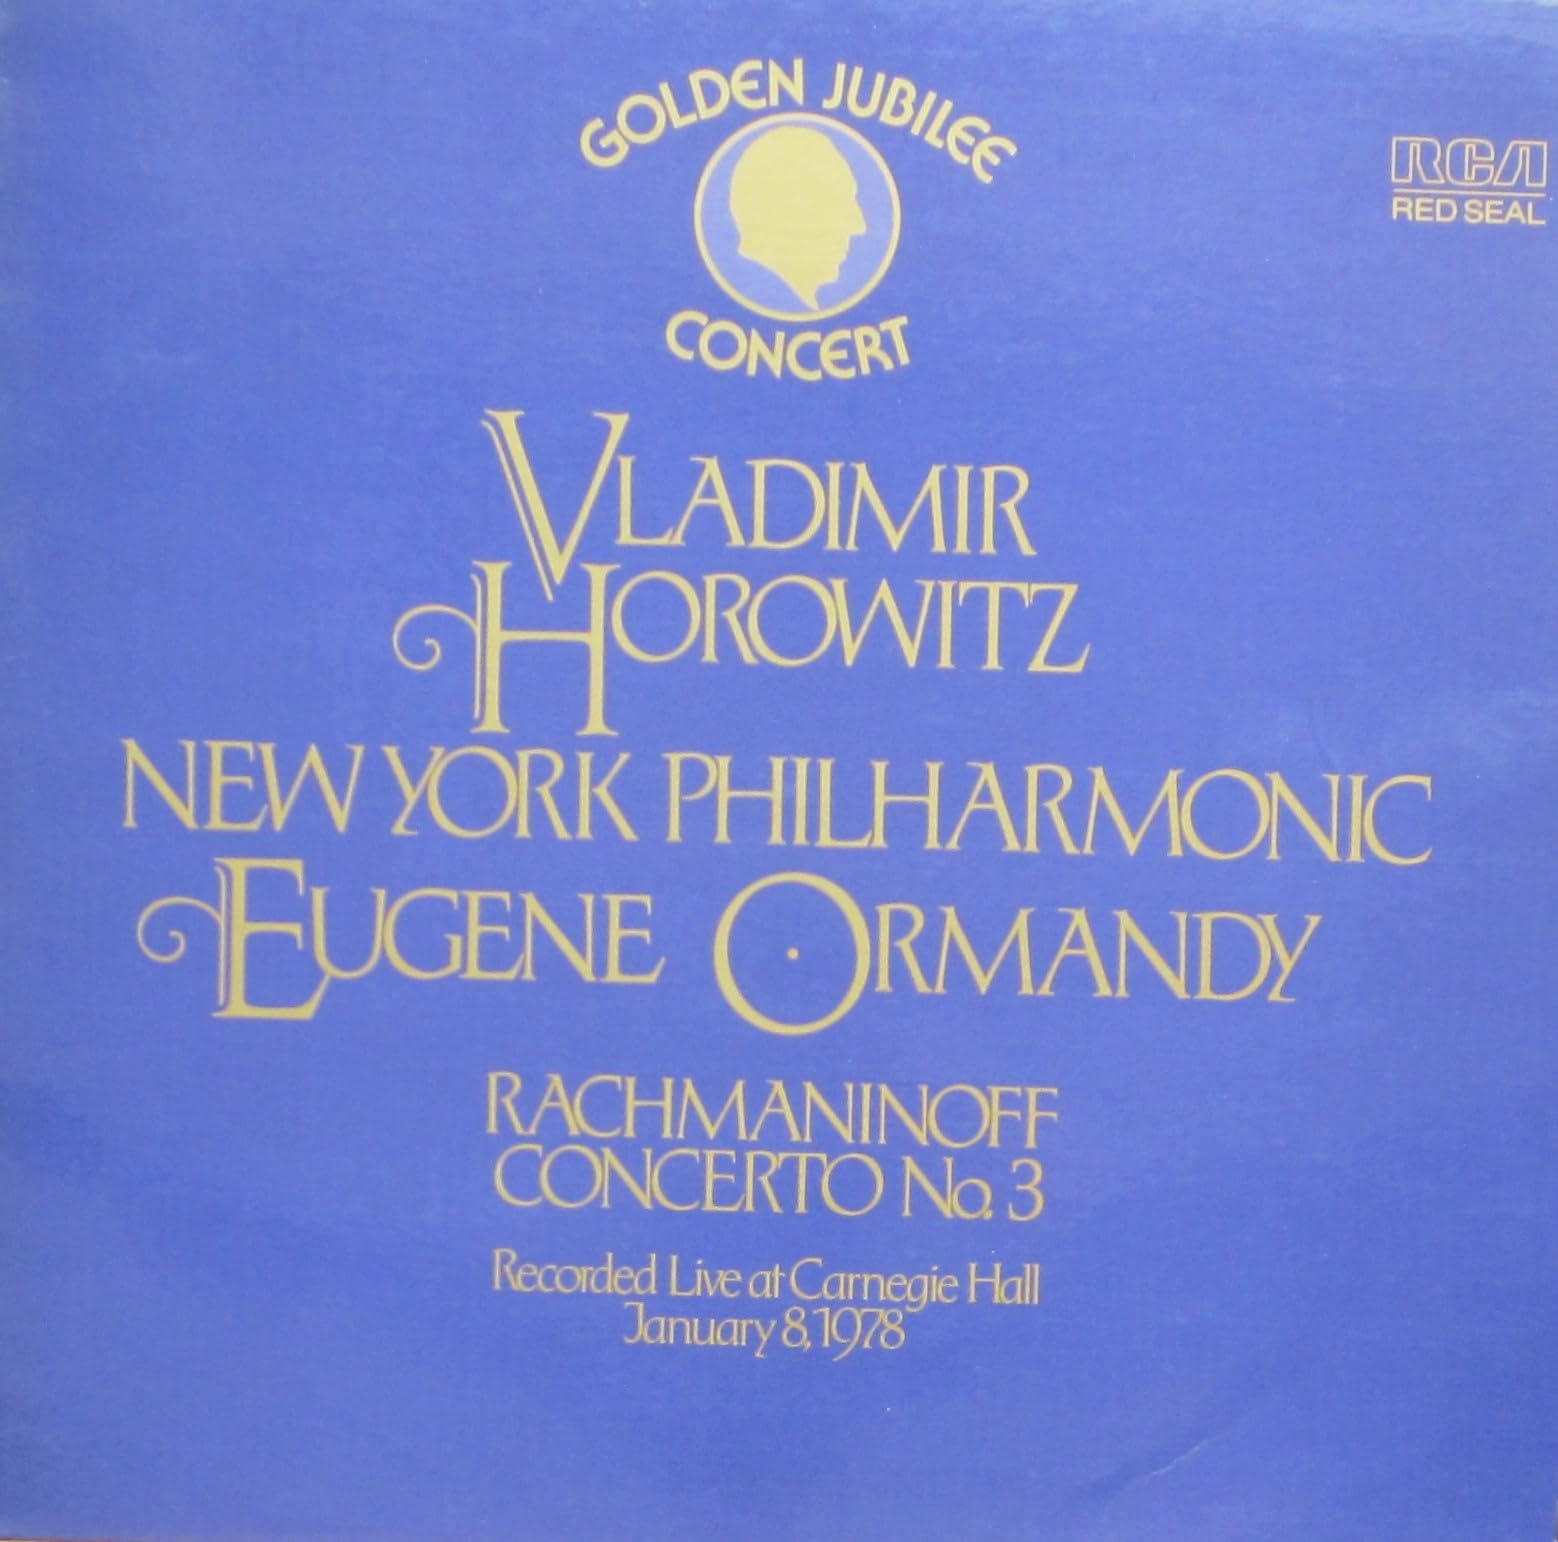 GOLDEN JUBILEE
CONCERT
RCA
RED SEAL
VLADIMIR
HOROWITZ
NEW YORK PHILHARMONIC
EUGENE ORMANDY
RACHMANINOFF
CONCERTO No. 3
Recorded Live at Carnegie Hall
January 8, 1978